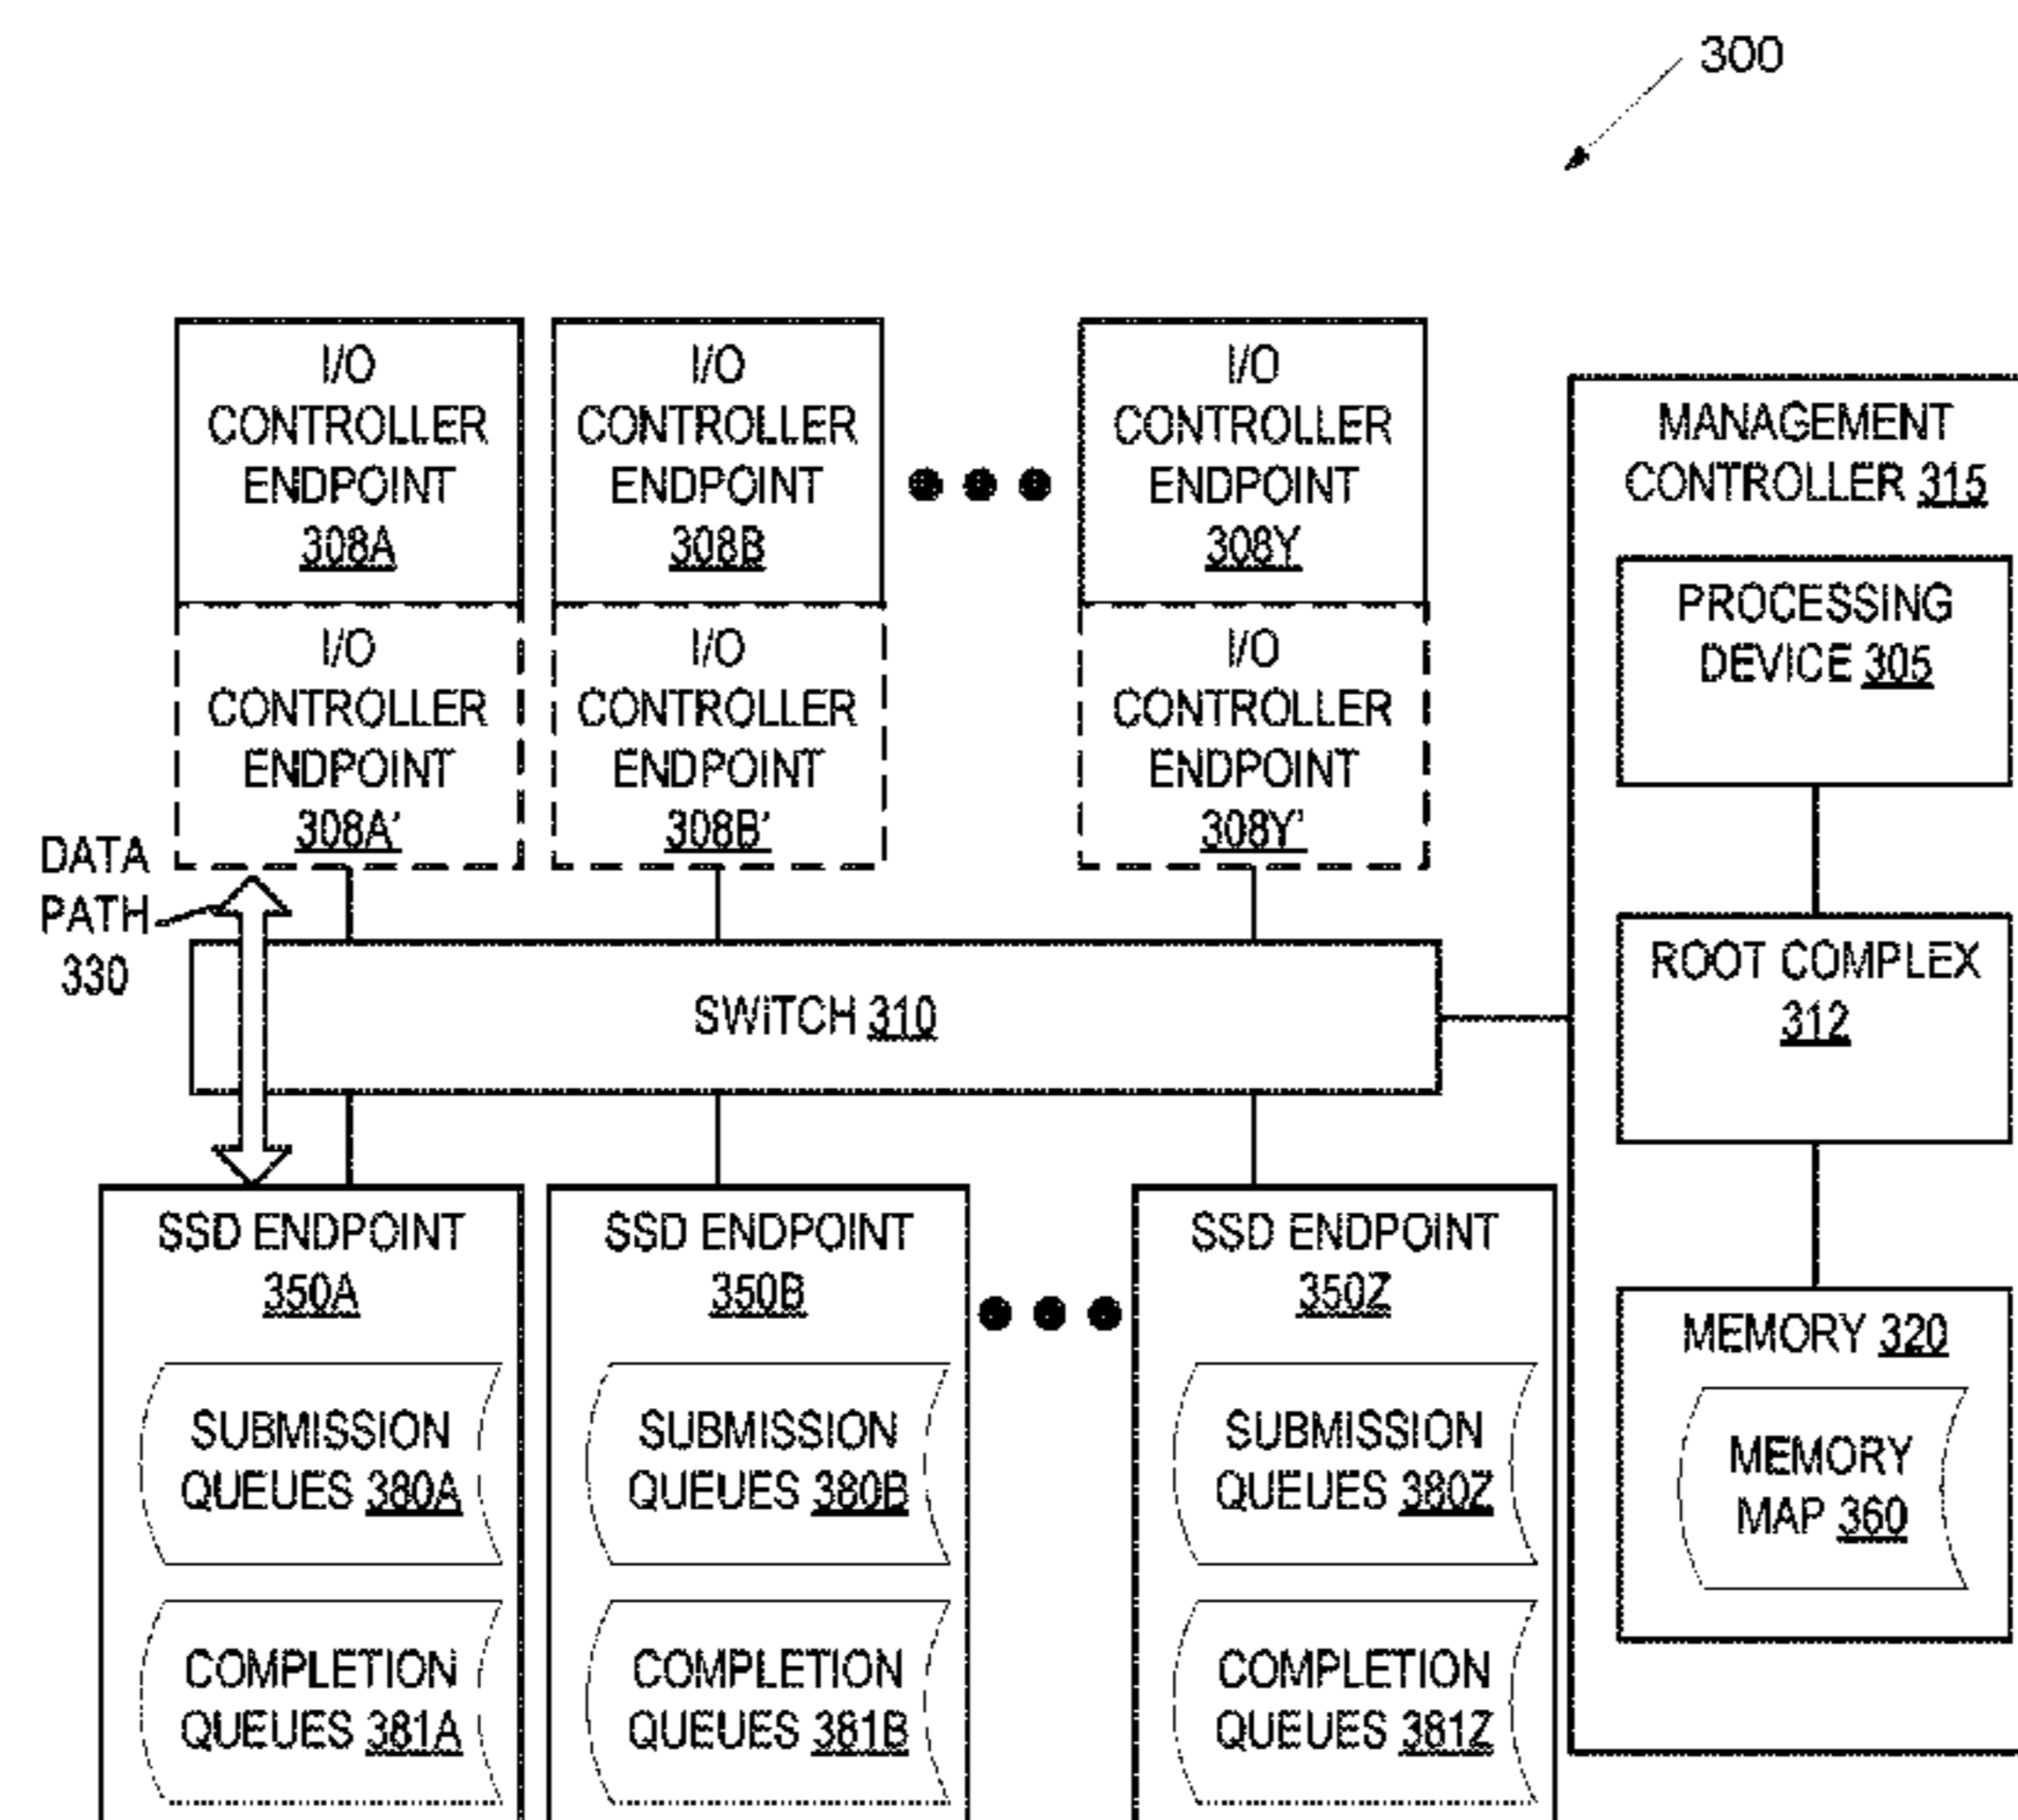 300
I/O
CONTROLLER
ENDPOINT
308A
I/O
CONTROLLER
ENDPOINT
308B
I/O
CONTROLLER
ENDPOINT
308Y
I/O
CONTROLLER
ENDPOINT
308A'
I/O
CONTROLLER
ENDPOINT
308B'
I/O
CONTROLLER
ENDPOINT
308Y'
DATA
PATH
330
SWITCH 310
SSD ENDPOINT
350A
SUBMISSION
QUEUES 380A
COMPLETION
QUEUES 381A
SSD ENDPOINT
350B
SUBMISSION
QUEUES 380B
COMPLETION
QUEUES 381B
SSD ENDPOINT
350Z
SUBMISSION
QUEUES 380Z
COMPLETION
QUEUES 381Z
MANAGEMENT
CONTROLLER 315
PROCESSING
DEVICE 305
ROOT COMPLEX
312
MEMORY 320
MEMORY
MAP 360